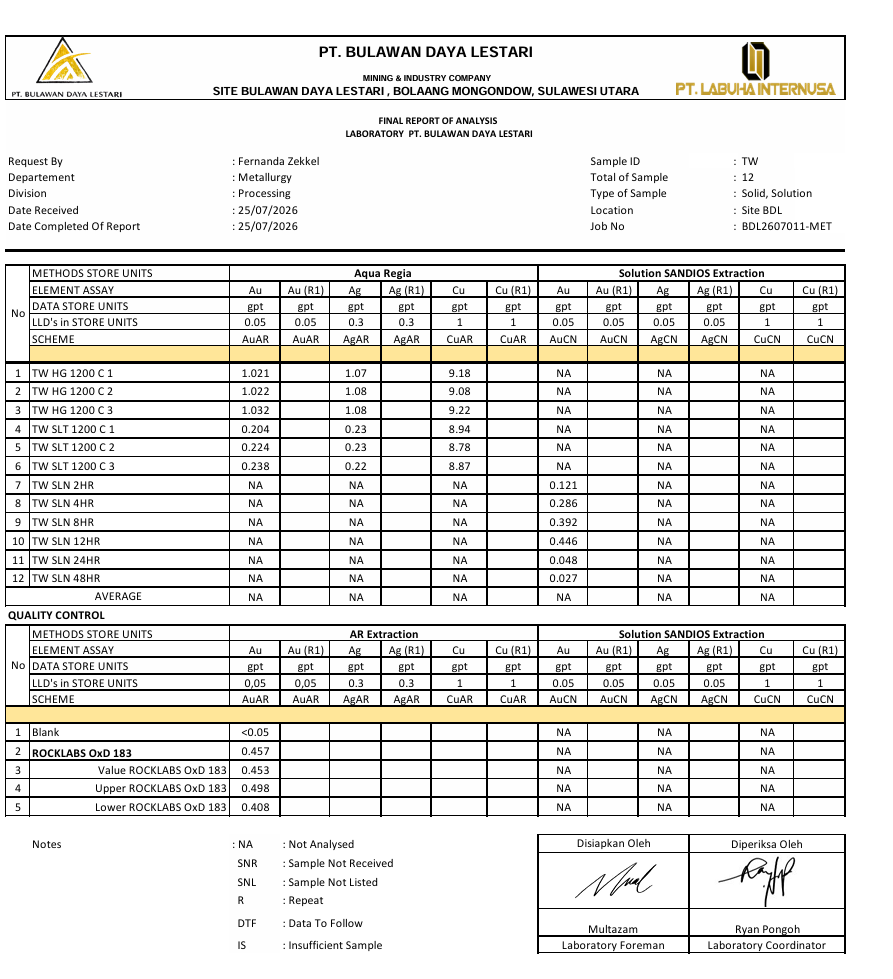 PT. BULAWAN DAYA LESTARI
PT. BULAWAN DAYA LESTARI
MINING & INDUSTRY COMPANY
SITE BULAWAN DAYA LESTARI , BOLAANG MONGONDOW, SULAWESI UTARA
PT. LABUHA INTERNUSA
FINAL REPORT OF ANALYSIS
LABORATORY PT. BULAWAN DAYA LESTARI
Request By : Fernanda Zekkel Sample ID : TW
Departement : Metallurgy Total of Sample : 12
Division : Processing Type of Sample : Solid, Solution
Date Received : 25/07/2026 Location : Site BDL
Date Completed Of Report : 25/07/2026 Job No : BDL2607011-MET
No METHODS STORE UNITS Aqua Regia Solution SANDIOS Extraction
ELEMENT ASSAY Au Au (R1) Ag Ag (R1) Cu Cu (R1) Au Au (R1) Ag Ag (R1) Cu Cu (R1)
DATA STORE UNITS gpt gpt gpt gpt gpt gpt gpt gpt gpt gpt gpt gpt
LLD's in STORE UNITS 0.05 0.05 0.3 0.3 1 1 0.05 0.05 0.05 0.05 1 1
SCHEME AuAR AuAR AgAR AgAR CuAR CuAR AuCN AuCN AgCN AgCN CuCN CuCN
1 TW HG 1200 C 1 1.021 1.07 9.18 NA NA NA
2 TW HG 1200 C 2 1.022 1.08 9.08 NA NA NA
3 TW HG 1200 C 3 1.032 1.08 9.22 NA NA NA
4 TW SLT 1200 C 1 0.204 0.23 8.94 NA NA NA
5 TW SLT 1200 C 2 0.224 0.23 8.78 NA NA NA
6 TW SLT 1200 C 3 0.238 0.22 8.87 NA NA NA
7 TW SLN 2HR NA NA NA 0.121 NA NA
8 TW SLN 4HR NA NA NA 0.286 NA NA
9 TW SLN 8HR NA NA NA 0.392 NA NA
10 TW SLN 12HR NA NA NA 0.446 NA NA
11 TW SLN 24HR NA NA NA 0.048 NA NA
12 TW SLN 48HR NA NA NA 0.027 NA NA
AVERAGE NA NA NA NA NA NA
QUALITY CONTROL
No METHODS STORE UNITS AR Extraction Solution SANDIOS Extraction
ELEMENT ASSAY Au Au (R1) Ag Ag (R1) Cu Cu (R1) Au Au (R1) Ag Ag (R1) Cu Cu (R1)
DATA STORE UNITS gpt gpt gpt gpt gpt gpt gpt gpt gpt gpt gpt gpt
LLD's in STORE UNITS 0,05 0,05 0.3 0.3 1 1 0.05 0.05 0.05 0.05 1 1
SCHEME AuAR AuAR AgAR AgAR CuAR CuAR AuCN AuCN AgCN AgCN CuCN CuCN
1 Blank <0.05 NA NA NA
2 ROCKLABS OxD 183 0.457 NA NA NA
3 Value ROCKLABS OxD 183 0.453 NA NA NA
4 Upper ROCKLABS OxD 183 0.498 NA NA NA
5 Lower ROCKLABS OxD 183 0.408 NA NA NA
Notes : NA : Not Analysed
SNR : Sample Not Received
SNL : Sample Not Listed
R : Repeat
DTF : Data To Follow
IS : Insufficient Sample
Disiapkan Oleh Diperiksa Oleh
Multazam Ryan Pongoh
Laboratory Foreman Laboratory Coordinator